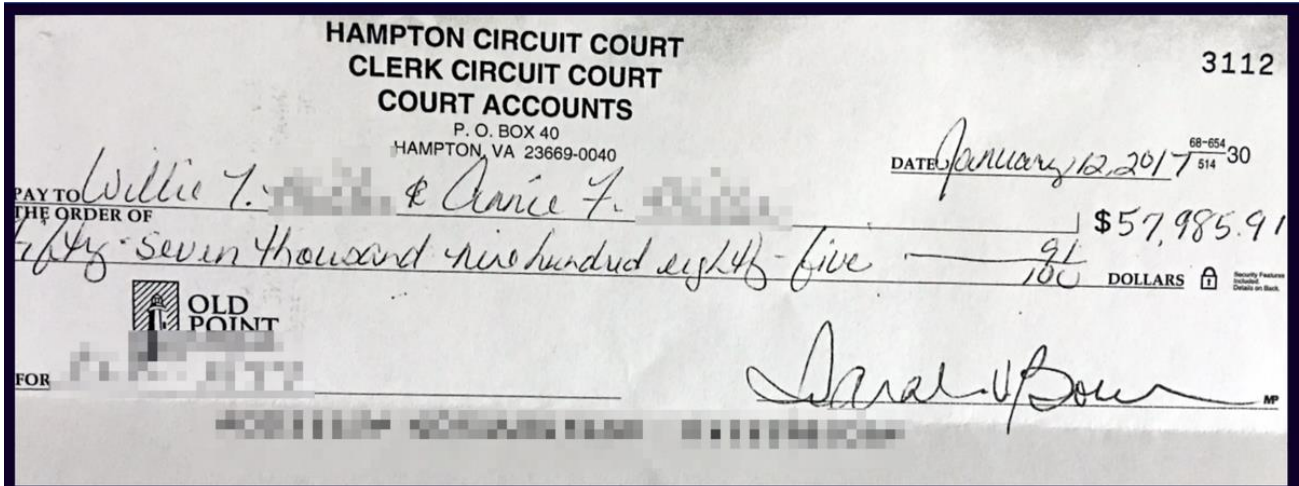 HAMPTON CIRCUIT COURT
CLERK CIRCUIT COURT
COURT ACCOUNTS
P. O. BOX 40
HAMPTON, VA 23669-0040
3112
DATE January 12, 2017
68-654
514
30
PAY TO
THE ORDER OF
Willie T. & Annie F.
$57,985.91
fifty-seven thousand nine hundred eighty-five 91/100 DOLLARS
Security Features
Included.
Details on Back.
OLD
POINT
FOR
Sarah V Bower
MP